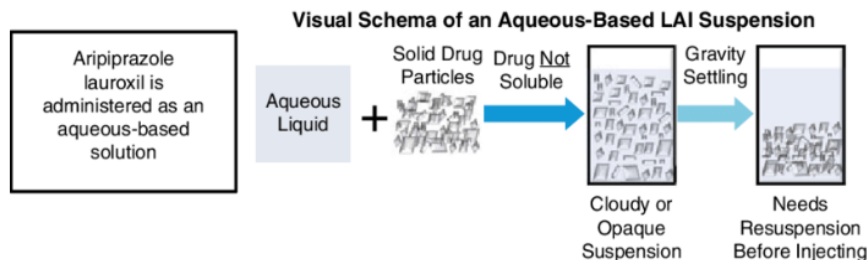 Visual Schema of an Aqueous-Based LAI Suspension
Aripiprazole
lauroxil is
administered as an
aqueous-based
solution
Aqueous
Liquid
+
Solid Drug
Particles
Drug Not
Soluble
Cloudy or
Opaque
Suspension
Gravity
Settling
Needs
Resuspension
Before Injecting